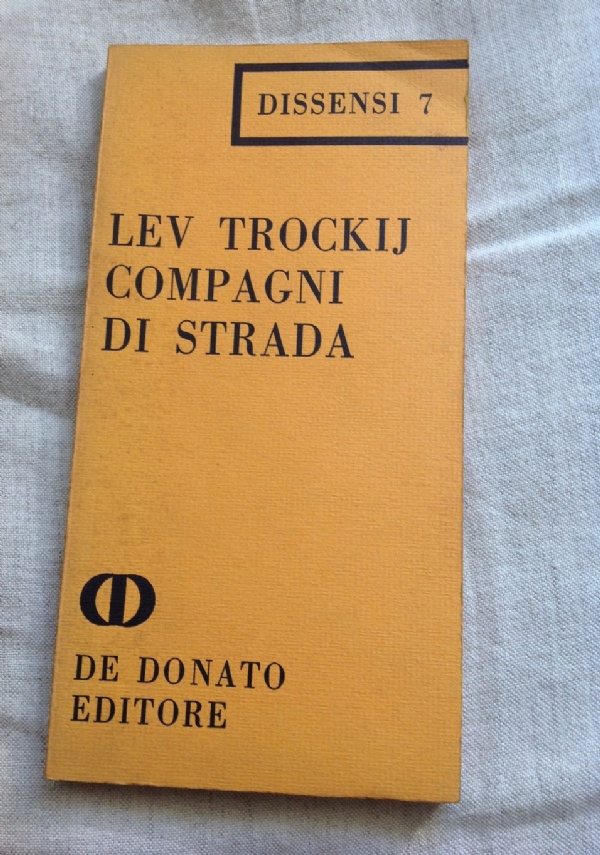 DISSENSI 7
LEV TROCKIJ
COMPAGNI
DI STRADA
DE DONATO
EDITORE